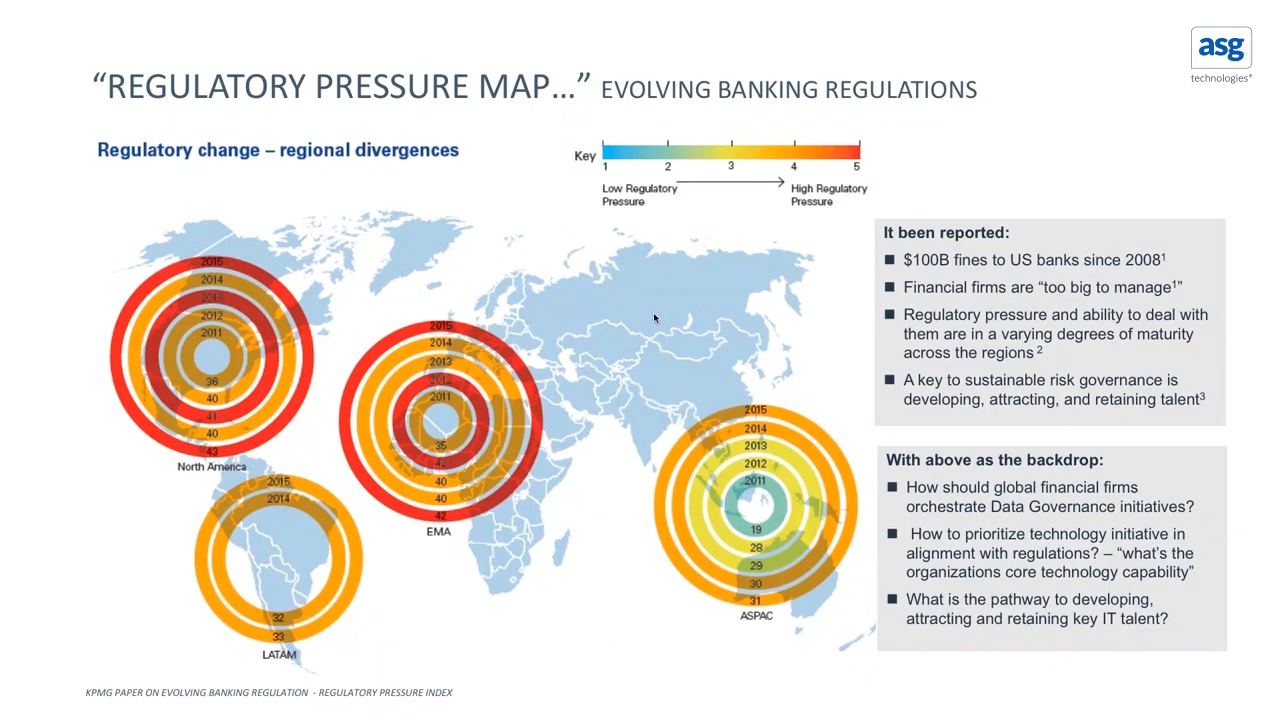 asg
technologies®
“REGULATORY PRESSURE MAP…” EVOLVING BANKING REGULATIONS
Regulatory change – regional divergences
Key
1 2 3 4 5
Low Regulatory Pressure
High Regulatory Pressure
2015
2014
2013
2012
2011
36
40
41
40
43
North America
2015
2014
2013
2012
2011
35
42
40
40
42
EMA
2015
2014
32
33
LATAM
2015
2014
2013
2012
2011
19
28
29
30
31
ASPAC
It been reported:
■ $100B fines to US banks since 2008¹
■ Financial firms are “too big to manage¹”
■ Regulatory pressure and ability to deal with
them are in a varying degrees of maturity
across the regions ²
■ A key to sustainable risk governance is
developing, attracting, and retaining talent³
With above as the backdrop:
■ How should global financial firms
orchestrate Data Governance initiatives?
■ How to prioritize technology initiative in
alignment with regulations? – “what’s the
organizations core technology capability”
■ What is the pathway to developing,
attracting and retaining key IT talent?
KPMG PAPER ON EVOLVING BANKING REGULATION - REGULATORY PRESSURE INDEX